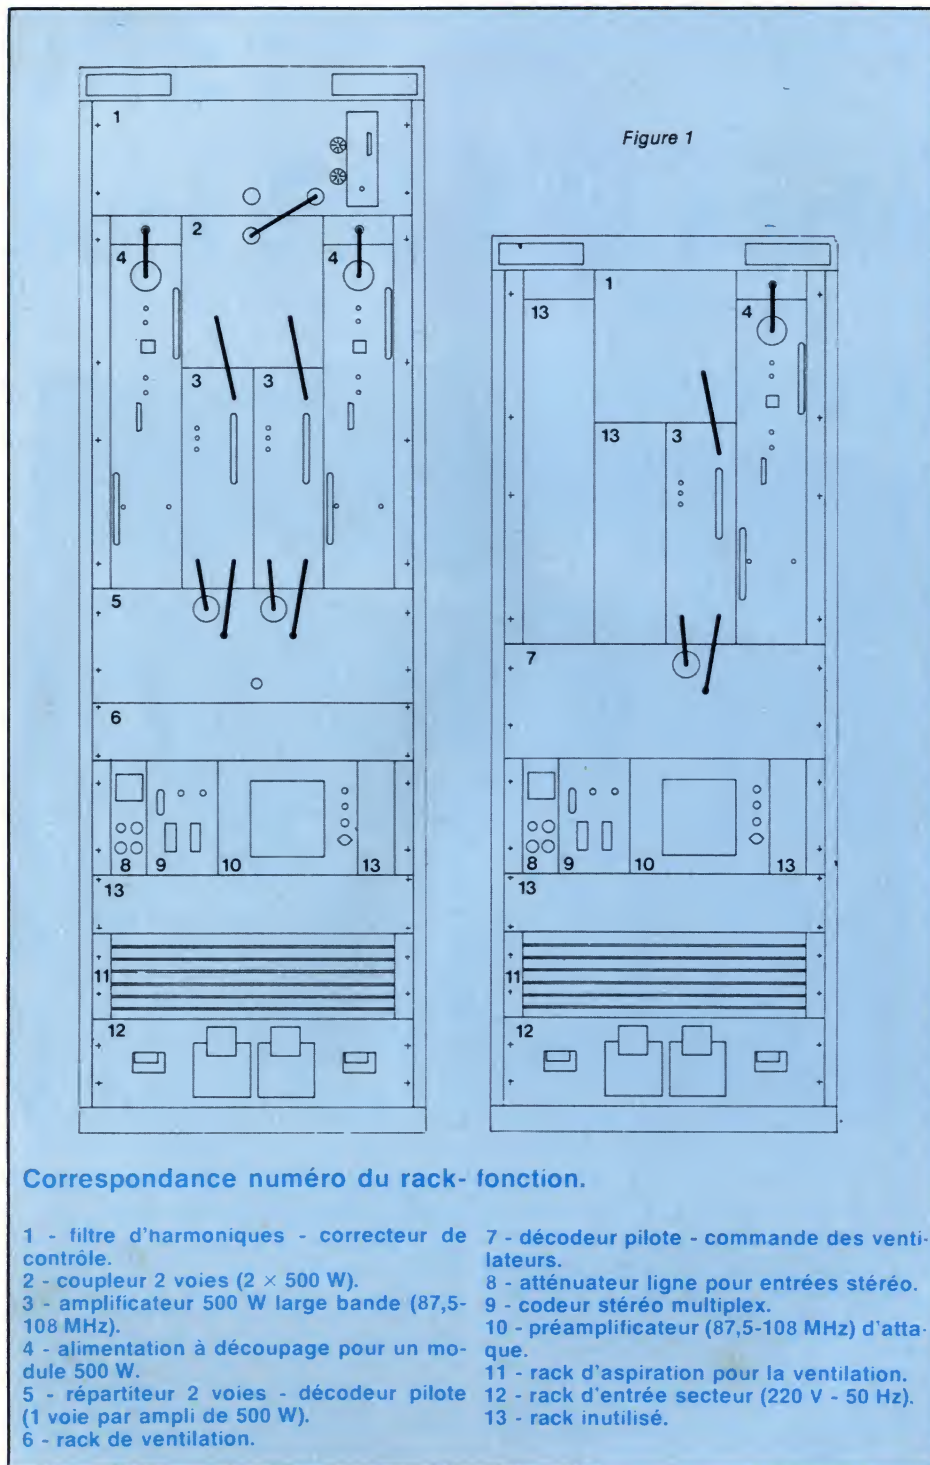 Figure 1
1
2
4
4
3
3
5
6
8
9
10
13
13
11
12
1
13
4
13
3
7
8
9
10
13
13
11
12
Correspondance numéro du rack- fonction.
1 - filtre d'harmoniques - correcteur de
contrôle.
2 - coupleur 2 voies (2 × 500 W).
3 - amplificateur 500 W large bande (87,5-
108 MHz).
4 - alimentation à découpage pour un mo-
dule 500 W.
5 - répartiteur 2 voies - décodeur pilote
(1 voie par ampli de 500 W).
6 - rack de ventilation.
7 - décodeur pilote - commande des venti-
lateurs.
8 - atténuateur ligne pour entrées stéréo.
9 - codeur stéréo multiplex.
10 - préamplificateur (87,5-108 MHz) d'atta-
que.
11 - rack d'aspiration pour la ventilation.
12 - rack d'entrée secteur (220 V - 50 Hz).
13 - rack inutilisé.